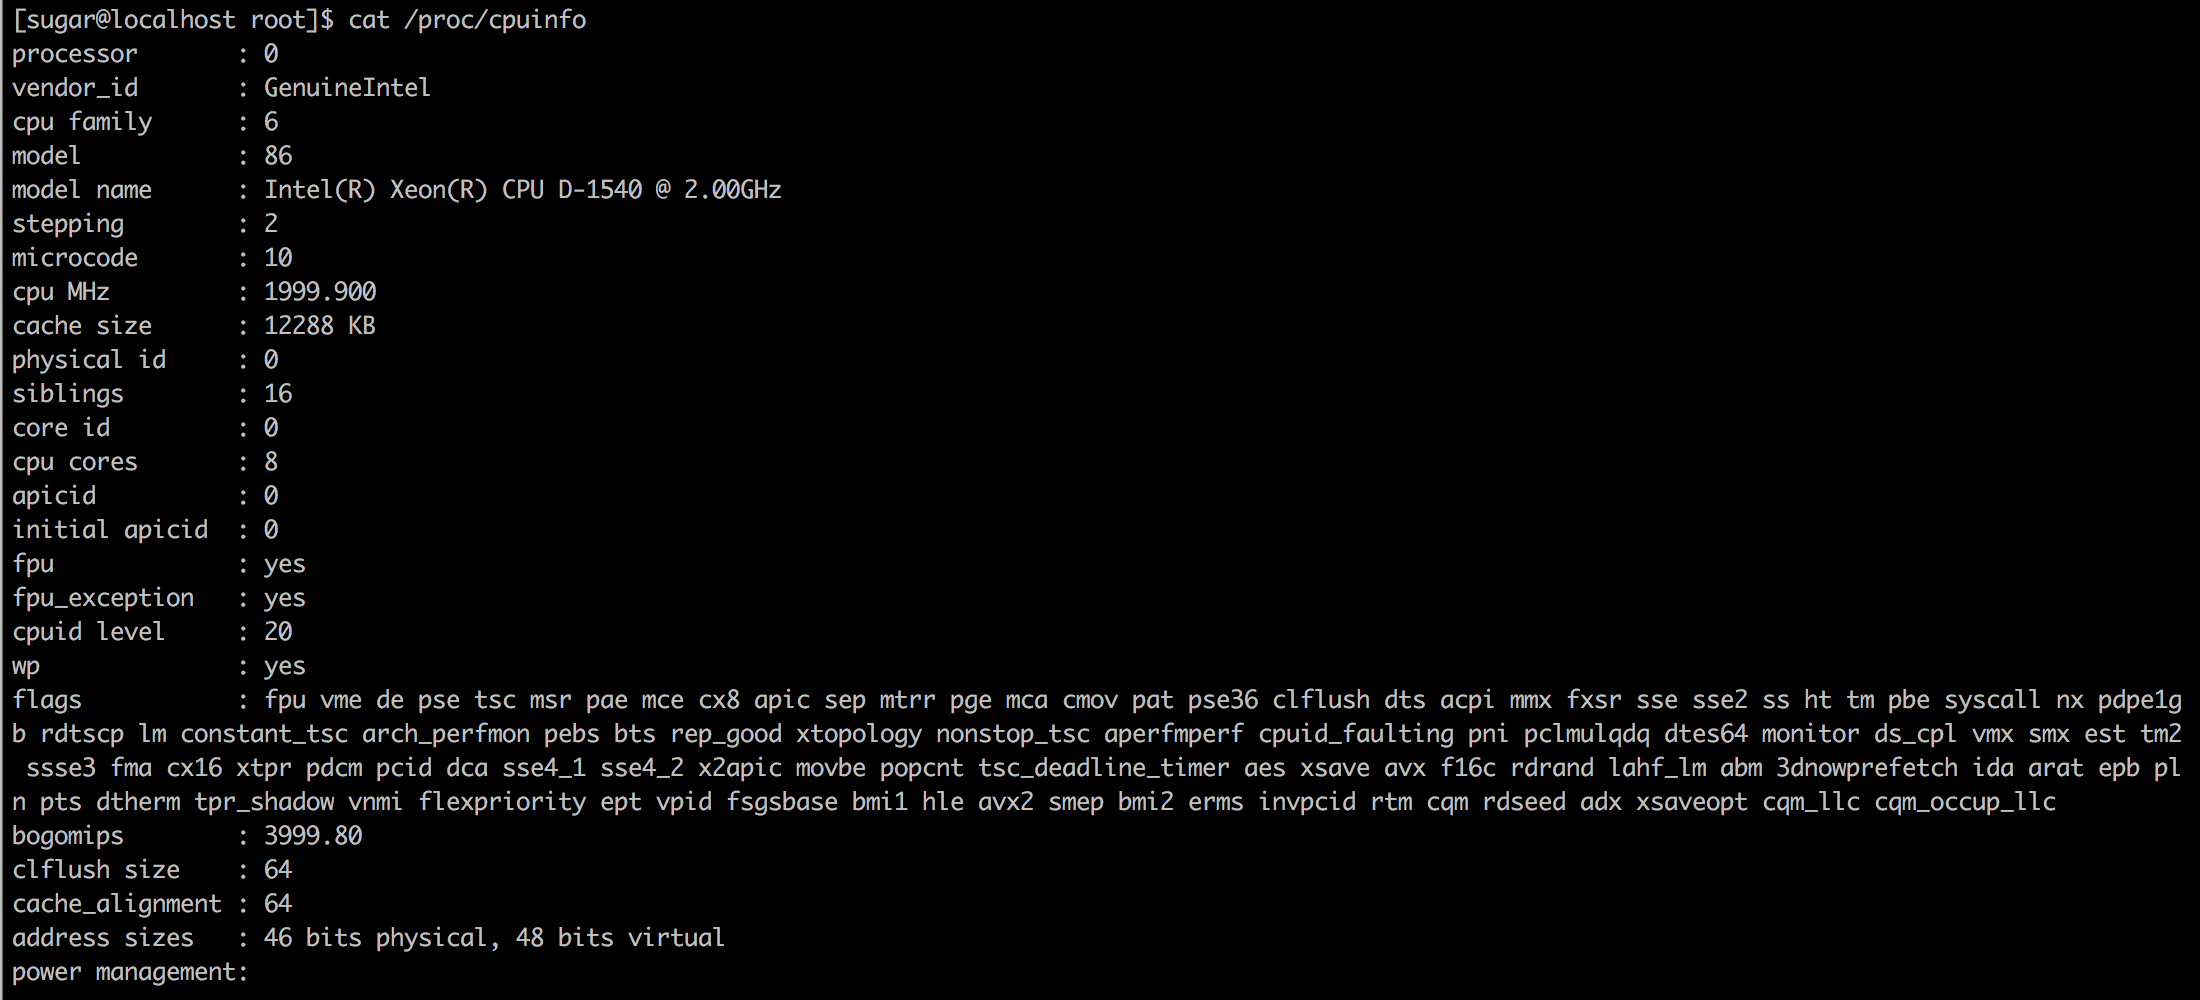 [sugar@localhost root]$ cat /proc/cpuinfo
processor       : 0
vendor_id       : GenuineIntel
cpu family      : 6
model           : 86
model name      : Intel(R) Xeon(R) CPU D-1540 @ 2.00GHz
stepping        : 2
microcode       : 10
cpu MHz         : 1999.900
cache size      : 12288 KB
physical id     : 0
siblings        : 16
core id         : 0
cpu cores       : 8
apicid          : 0
initial apicid  : 0
fpu             : yes
fpu_exception   : yes
cpuid level     : 20
wp              : yes
flags           : fpu vme de pse tsc msr pae mce cx8 apic sep mtrr pge mca cmov pat pse36 clflush dts acpi mmx fxsr sse sse2 ss ht tm pbe syscall nx pdpe1g
b rdtscp lm constant_tsc arch_perfmon pebs bts rep_good xtopology nonstop_tsc aperfmperf cpuid_faulting pni pclmulqdq dtes64 monitor ds_cpl vmx smx est tm2
 ssse3 fma cx16 xtpr pdcm pcid dca sse4_1 sse4_2 x2apic movbe popcnt tsc_deadline_timer aes xsave avx f16c rdrand lahf_lm abm 3dnowprefetch ida arat epb pl
n pts dtherm tpr_shadow vnmi flexpriority ept vpid fsgsbase bmi1 hle avx2 smep bmi2 erms invpcid rtm cqm rdseed adx xsaveopt cqm_llc cqm_occup_llc
bogomips        : 3999.80
clflush size    : 64
cache_alignment : 64
address sizes   : 46 bits physical, 48 bits virtual
power management: